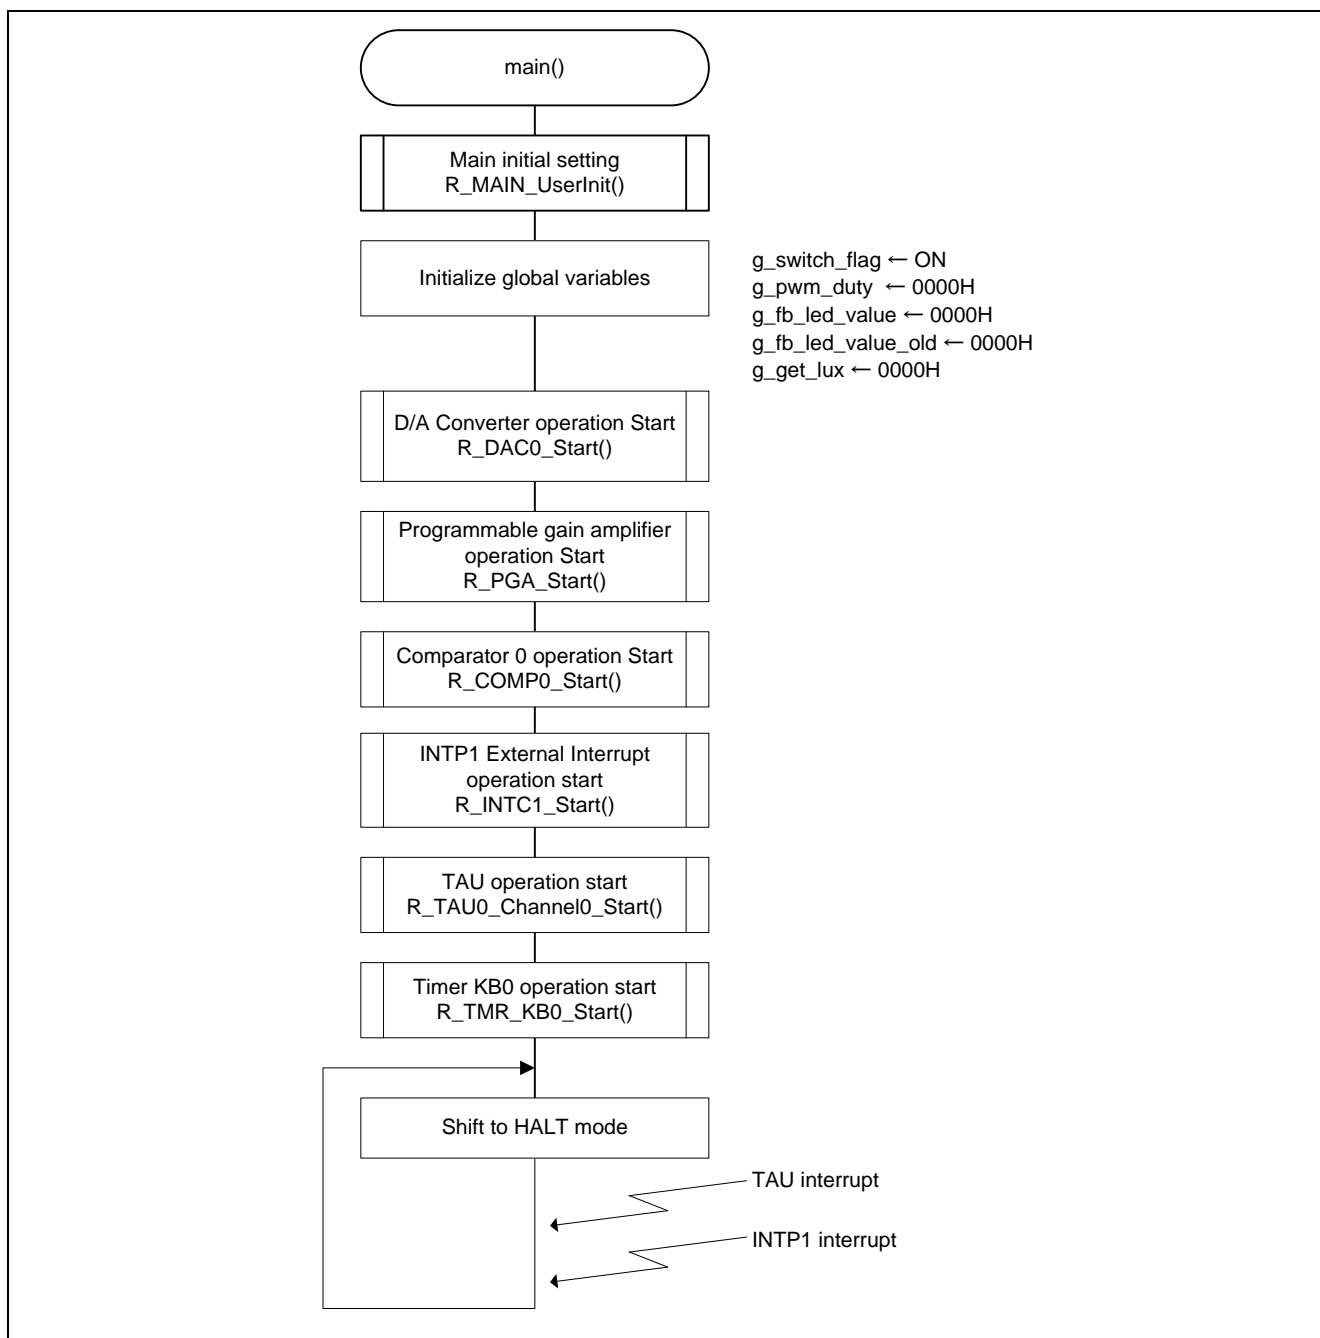 main()
Main initial setting
R_MAIN_UserInit()
Initialize global variables
g_switch_flag ← ON
g_pwm_duty ← 0000H
g_fb_led_value ← 0000H
g_fb_led_value_old ← 0000H
g_get_lux ← 0000H
D/A Converter operation Start
R_DAC0_Start()
Programmable gain amplifier
operation Start
R_PGA_Start()
Comparator 0 operation Start
R_COMP0_Start()
INTP1 External Interrupt
operation start
R_INTC1_Start()
TAU operation start
R_TAU0_Channel0_Start()
Timer KB0 operation start
R_TMR_KB0_Start()
Shift to HALT mode
TAU interrupt
INTP1 interrupt